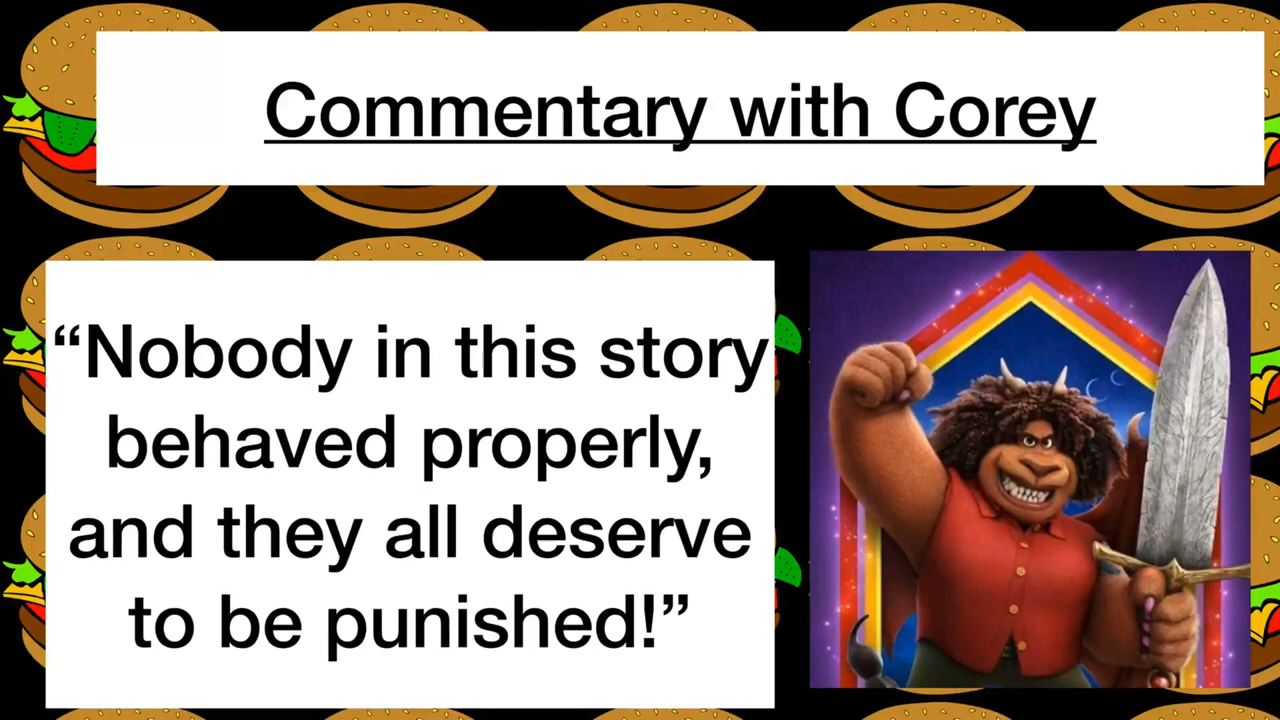 Commentary with Corey
“Nobody in this story
behaved properly,
and they all deserve
to be punished!”